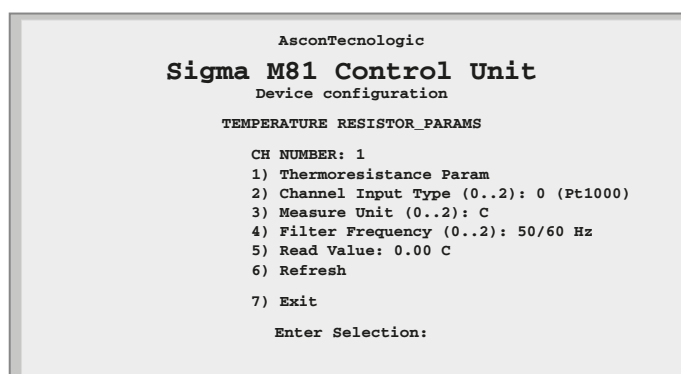 AsconTecnologic
Sigma M81 Control Unit
Device configuration
TEMPERATURE RESISTOR_PARAMS
CH NUMBER: 1
1) Thermoresistance Param
2) Channel Input Type (0..2): 0 (Pt1000)
3) Measure Unit (0..2): C
4) Filter Frequency (0..2): 50/60 Hz
5) Read Value: 0.00 C
6) Refresh
7) Exit
Enter Selection: